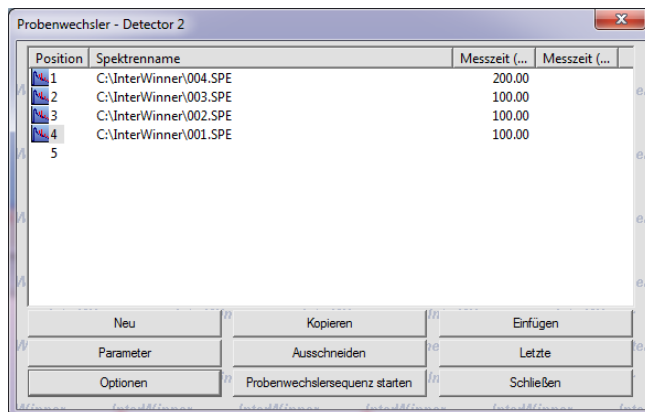 Probenwechsler - Detector 2
Position Spektrenname Messzeit (... Messzeit (...
1 C:\InterWinner\004.SPE 200.00
2 C:\InterWinner\003.SPE 100.00
3 C:\InterWinner\002.SPE 100.00
4 C:\InterWinner\001.SPE 100.00
5
Neu Kopieren Einfügen
Parameter Ausschneiden Letzte
Optionen Probenwechslersequenz starten Schließen